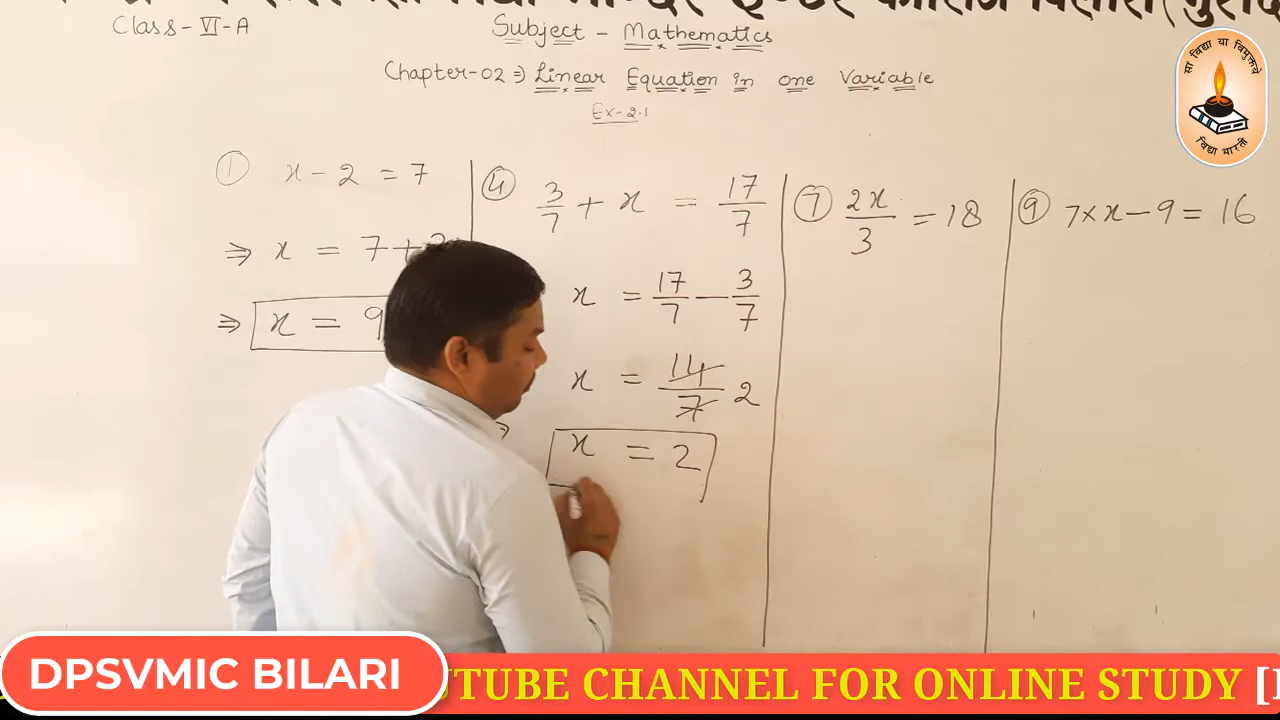 Class - VI - A
Subject - Mathematics
Chapter-02 ⇒ Linear Equation in one Variable
Ex-2.1
① x - 2 = 7
⇒ x = 7+2
⇒ x = 9
④ 3/7 + x = 17/7
x = 17/7 - 3/7
x = 14/7 2
⇒ x = 2
⑦ 2x/3 = 18
⑨ 7 × x - 9 = 16
सा विद्या या विमुक्तये
विद्या भारती
DPSVMIC BILARI
TUBE CHANNEL FOR ONLINE STUDY